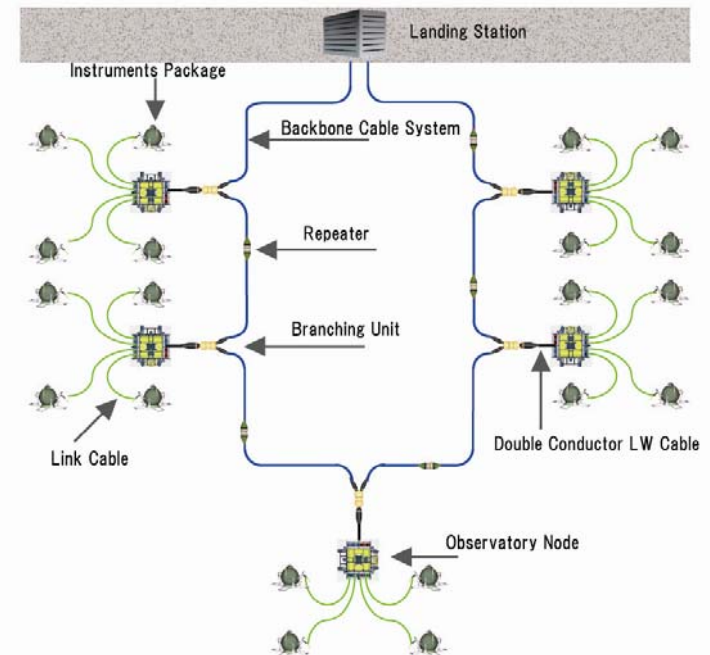 Landing Station
Instruments Package
Backbone Cable System
Repeater
Branching Unit
Link Cable
Double Conductor LW Cable
Observatory Node